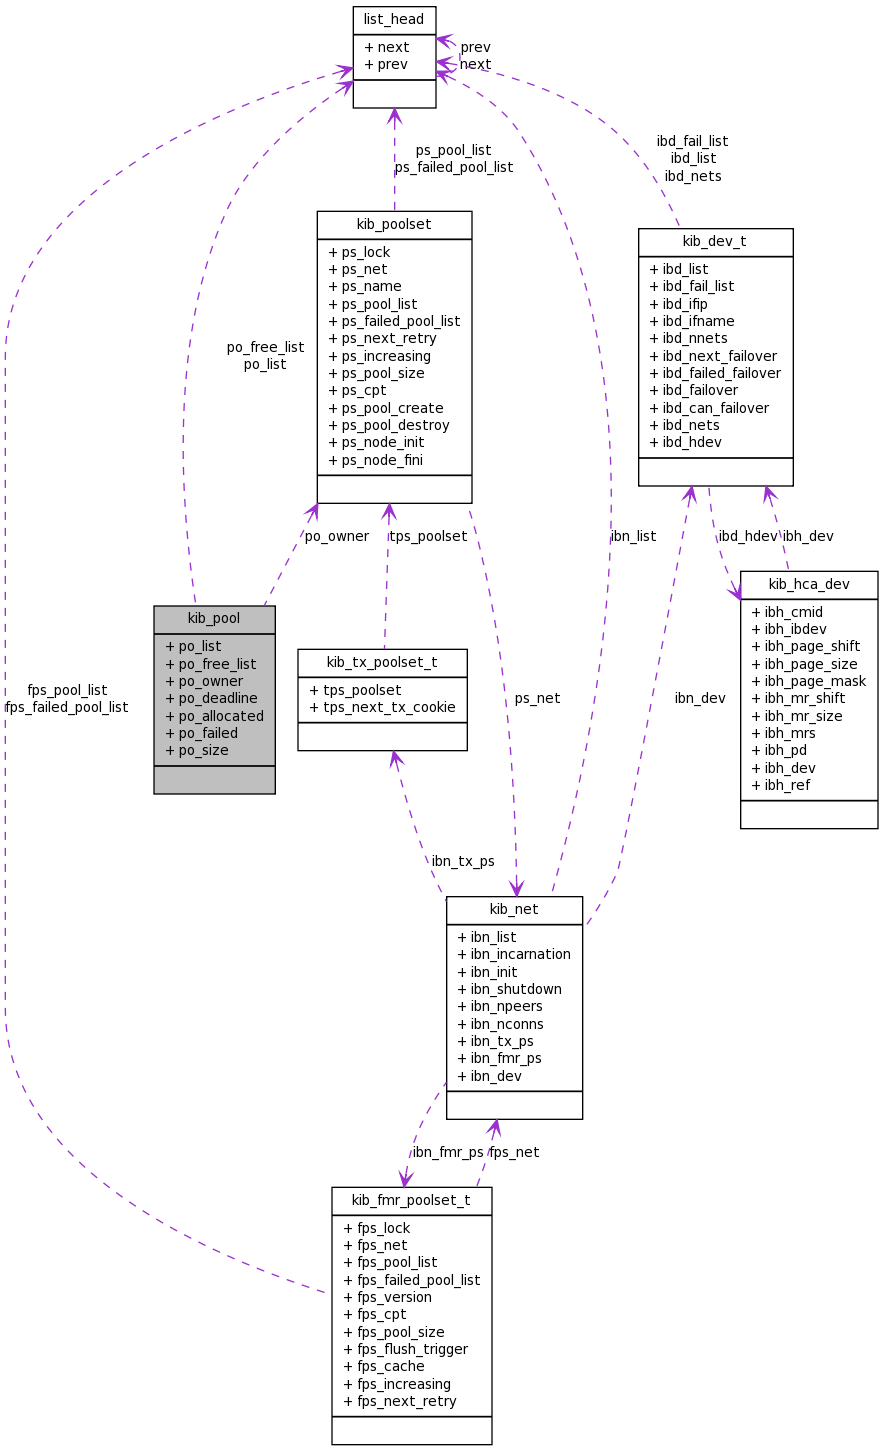 list_head
+ next
+ prev
prev
next
ps_pool_list
ps_failed_pool_list
ibd_fail_list
ibd_list
ibd_nets
kib_poolset
+ ps_lock
+ ps_net
+ ps_name
+ ps_pool_list
+ ps_failed_pool_list
+ ps_next_retry
+ ps_increasing
+ ps_pool_size
+ ps_cpt
+ ps_pool_create
+ ps_pool_destroy
+ ps_node_init
+ ps_node_fini
kib_dev_t
+ ibd_list
+ ibd_fail_list
+ ibd_ifip
+ ibd_ifname
+ ibd_nnets
+ ibd_next_failover
+ ibd_failed_failover
+ ibd_failover
+ ibd_can_failover
+ ibd_nets
+ ibd_hdev
po_free_list
po_list
po_owner
tps_poolset
ibn_list
ibd_hdev
ibh_dev
kib_pool
+ po_list
+ po_free_list
+ po_owner
+ po_deadline
+ po_allocated
+ po_failed
+ po_size
kib_tx_poolset_t
+ tps_poolset
+ tps_next_tx_cookie
kib_hca_dev
+ ibh_cmid
+ ibh_ibdev
+ ibh_page_shift
+ ibh_page_size
+ ibh_page_mask
+ ibh_mr_shift
+ ibh_mr_size
+ ibh_mrs
+ ibh_pd
+ ibh_dev
+ ibh_ref
fps_pool_list
fps_failed_pool_list
ps_net
ibn_dev
ibn_tx_ps
kib_net
+ ibn_list
+ ibn_incarnation
+ ibn_init
+ ibn_shutdown
+ ibn_npeers
+ ibn_nconns
+ ibn_tx_ps
+ ibn_fmr_ps
+ ibn_dev
ibn_fmr_ps
fps_net
kib_fmr_poolset_t
+ fps_lock
+ fps_net
+ fps_pool_list
+ fps_failed_pool_list
+ fps_version
+ fps_cpt
+ fps_pool_size
+ fps_flush_trigger
+ fps_cache
+ fps_increasing
+ fps_next_retry